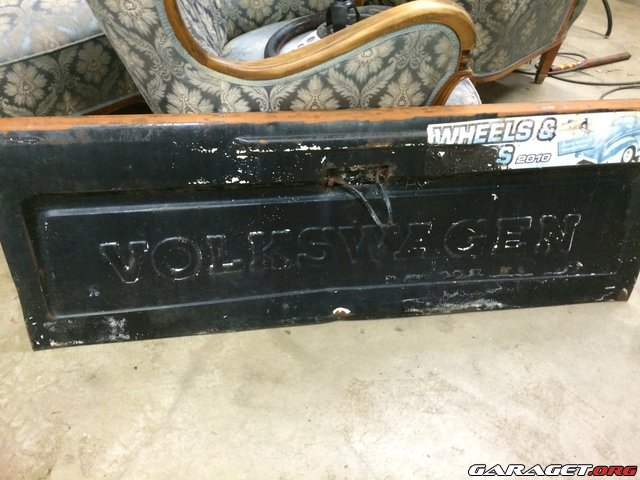 WHEELS &
S 2010
VOLKSWAGEN
GARAGET.ORG